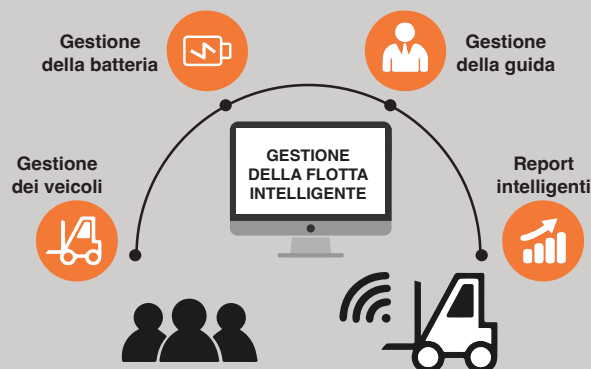 Gestione
della batteria
Gestione
della guida
Gestione
dei veicoli
GESTIONE
DELLA FLOTTA
INTELLIGENTE
Report
intelligenti